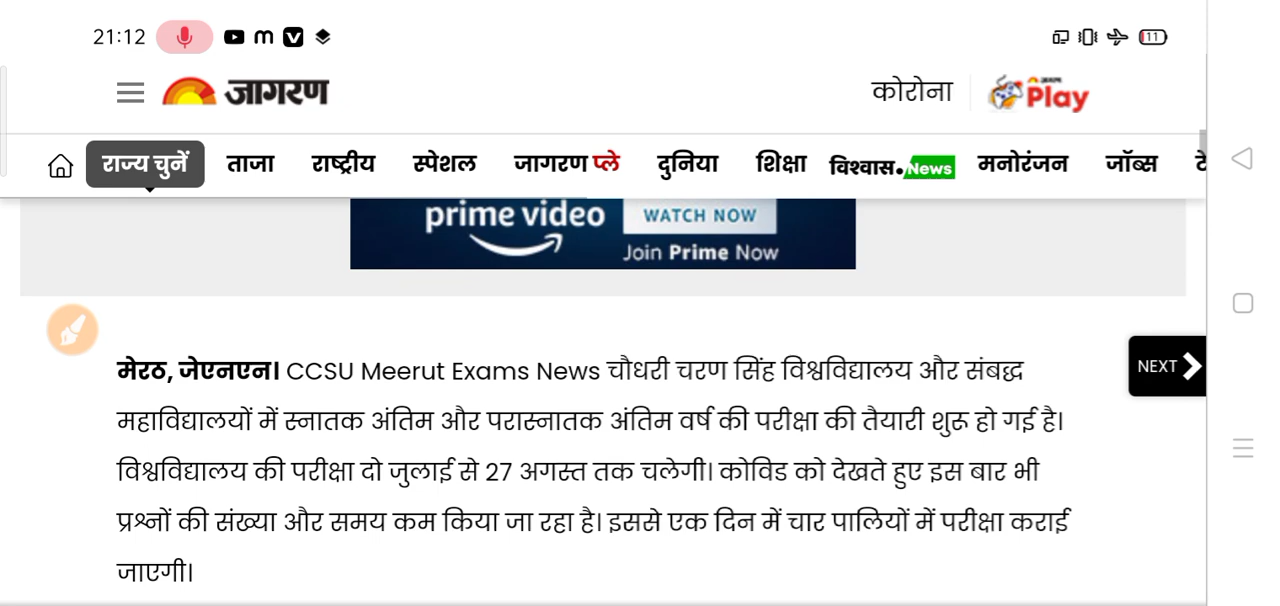 21:12 11
जागरण कोरोना जागरण Play
राज्य चुनें ताजा राष्ट्रीय स्पेशल जागरण प्ले दुनिया शिक्षा विश्वास.News मनोरंजन जॉब्स टे
prime video WATCH NOW
Join Prime Now
मेरठ, जेएनएन। CCSU Meerut Exams News चौधरी चरण सिंह विश्वविद्यालय और संबद्ध
NEXT
महाविद्यालयों में स्नातक अंतिम और परास्नातक अंतिम वर्ष की परीक्षा की तैयारी शुरू हो गई है।
विश्वविद्यालय की परीक्षा दो जुलाई से 27 अगस्त तक चलेगी। कोविड को देखते हुए इस बार भी
प्रश्नों की संख्या और समय कम किया जा रहा है। इससे एक दिन में चार पालियों में परीक्षा कराई
जाएगी।